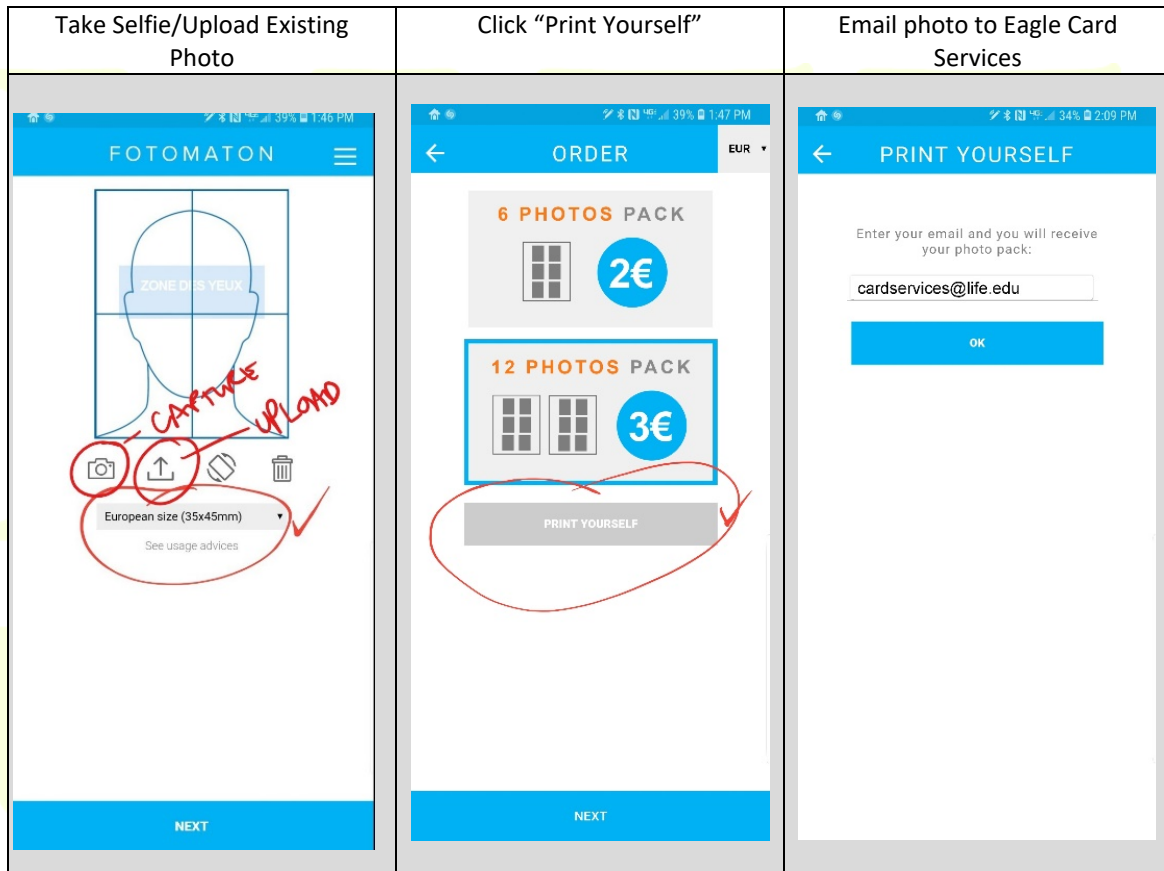 Take Selfie/Upload Existing
Photo
Click “Print Yourself”
Email photo to Eagle Card
Services
39% 1:46 PM
FOTOMATON
ZONE DES YEUX
CAPTURE
UPLOAD
European size (35x45mm)
See usage advices
NEXT
39% 1:47 PM
ORDER
EUR
6 PHOTOS PACK
2€
12 PHOTOS PACK
3€
PRINT YOURSELF
NEXT
34% 2:09 PM
PRINT YOURSELF
Enter your email and you will receive
your photo pack:
cardservices@life.edu
OK